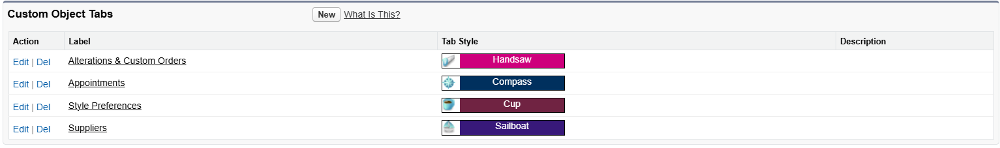 Custom Object Tabs New What Is This?
Action Label Tab Style Description
Edit | Del Alterations & Custom Orders Handsaw
Edit | Del Appointments Compass
Edit | Del Style Preferences Cup
Edit | Del Suppliers Sailboat